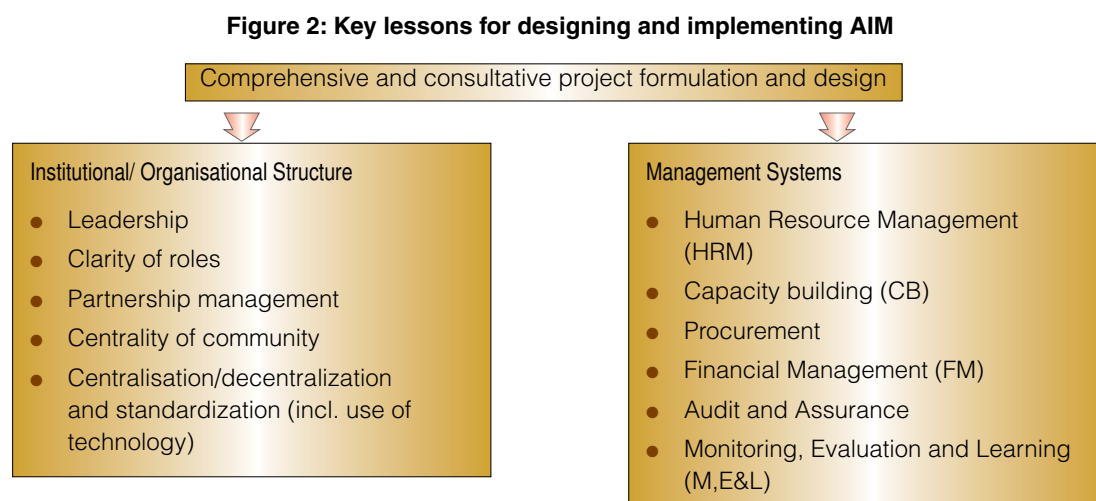 Figure 2: Key lessons for designing and implementing AIM
Comprehensive and consultative project formulation and design
Institutional/ Organisational Structure
● Leadership
● Clarity of roles
● Partnership management
● Centrality of community
● Centralisation/decentralization
and standardization (incl. use of
technology)
Management Systems
● Human Resource Management
(HRM)
● Capacity building (CB)
● Procurement
● Financial Management (FM)
● Audit and Assurance
● Monitoring, Evaluation and Learning
(M,E&L)